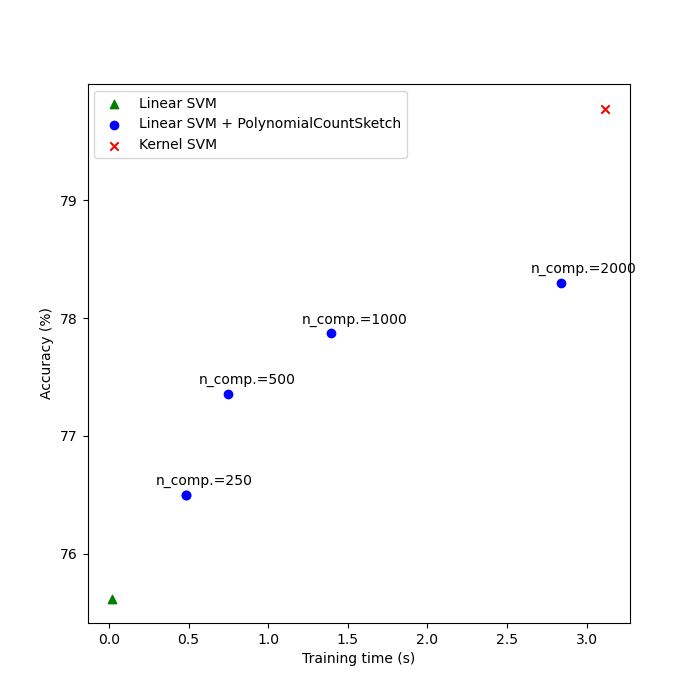 Linear SVM
Linear SVM + PolynomialCountSketch
Kernel SVM
79
78
77
76
Accuracy (%)
n_comp.=2000
n_comp.=1000
n_comp.=500
n_comp.=250
0.0 0.5 1.0 1.5 2.0 2.5 3.0
Training time (s)